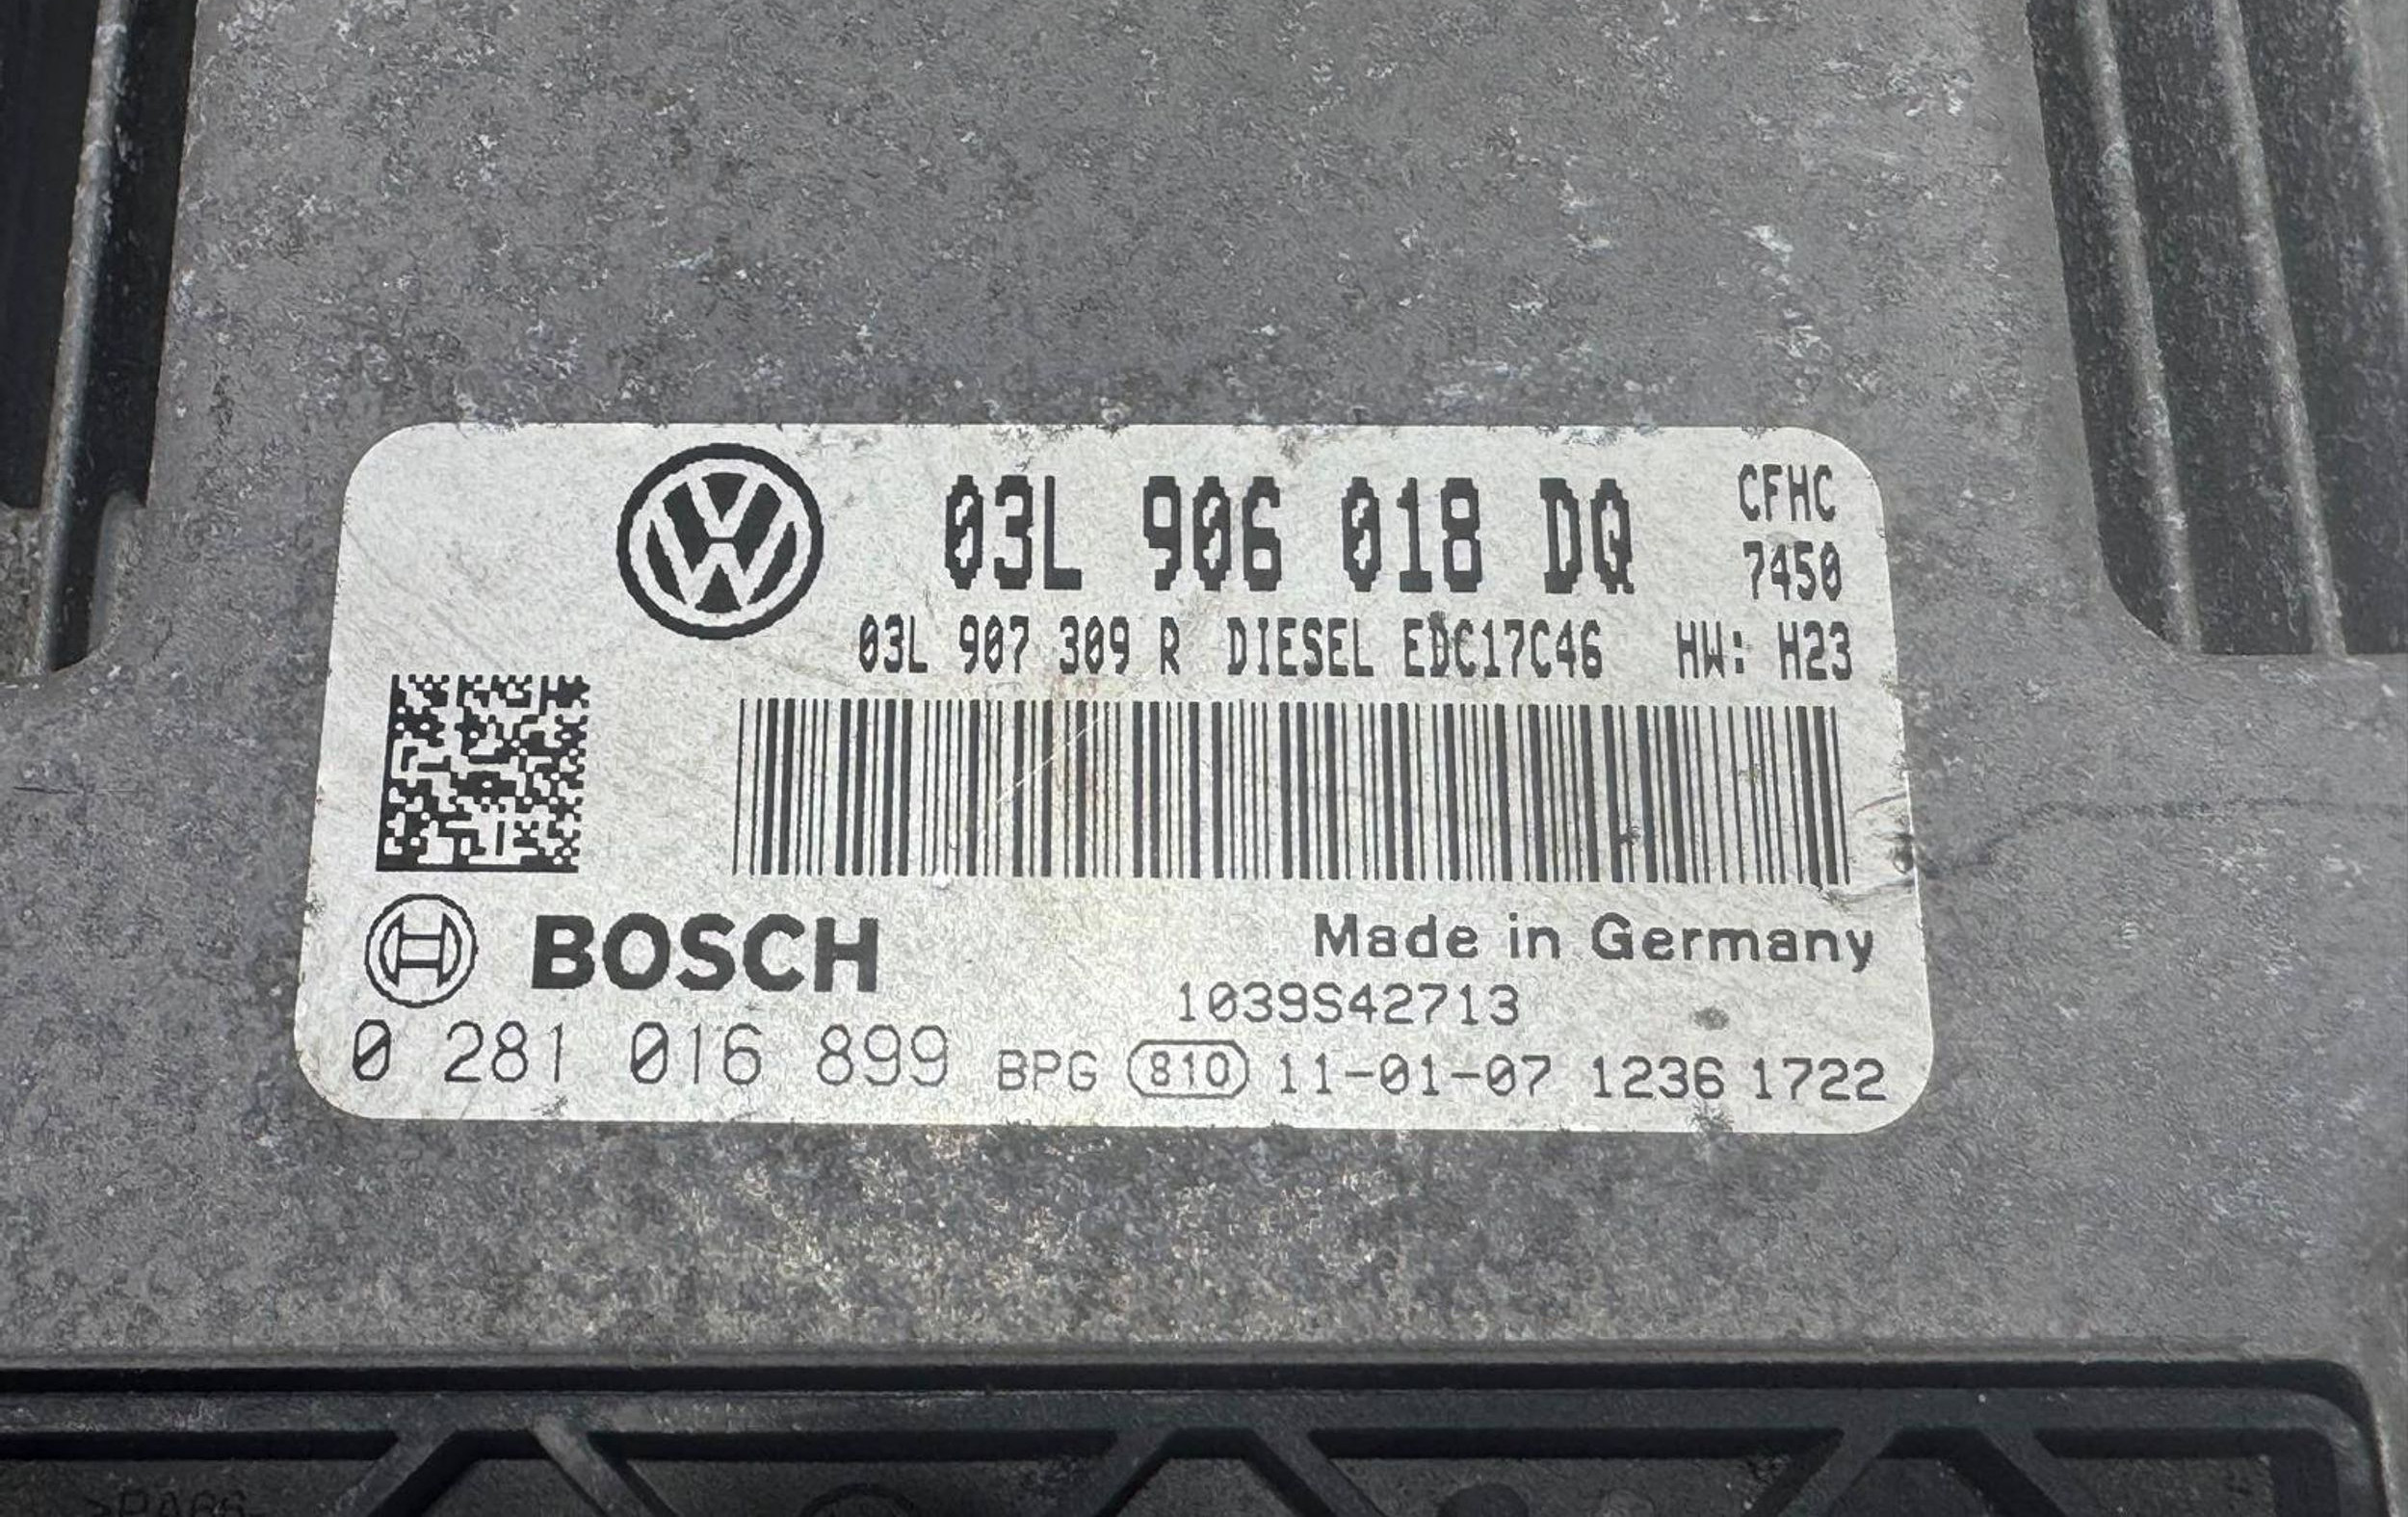 03L 906 018 DQ
CFHC
7450
03L 907 309 R DIESEL EDC17C46 HW: H23
BOSCH
Made in Germany
1039S42713
0 281 016 899 BPG 810 11-01-07 1236 1722